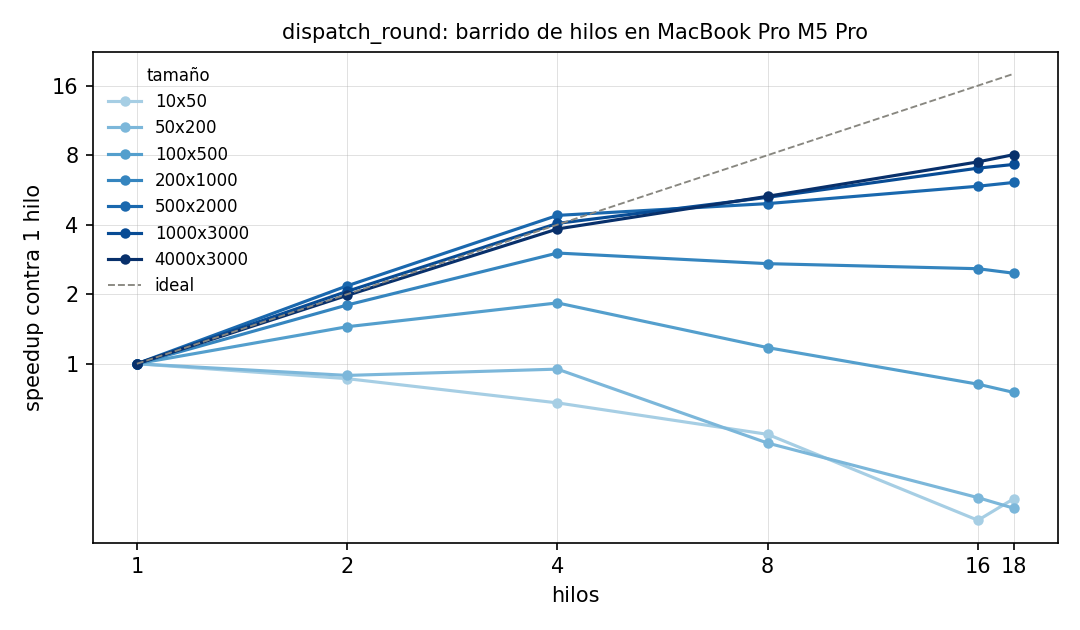 dispatch_round: barrido de hilos en MacBook Pro M5 Pro
speedup contra 1 hilo
16
8
4
2
1
tamaño
10x50
50x200
100x500
200x1000
500x2000
1000x3000
4000x3000
ideal
1 2 4 8 16 18
hilos